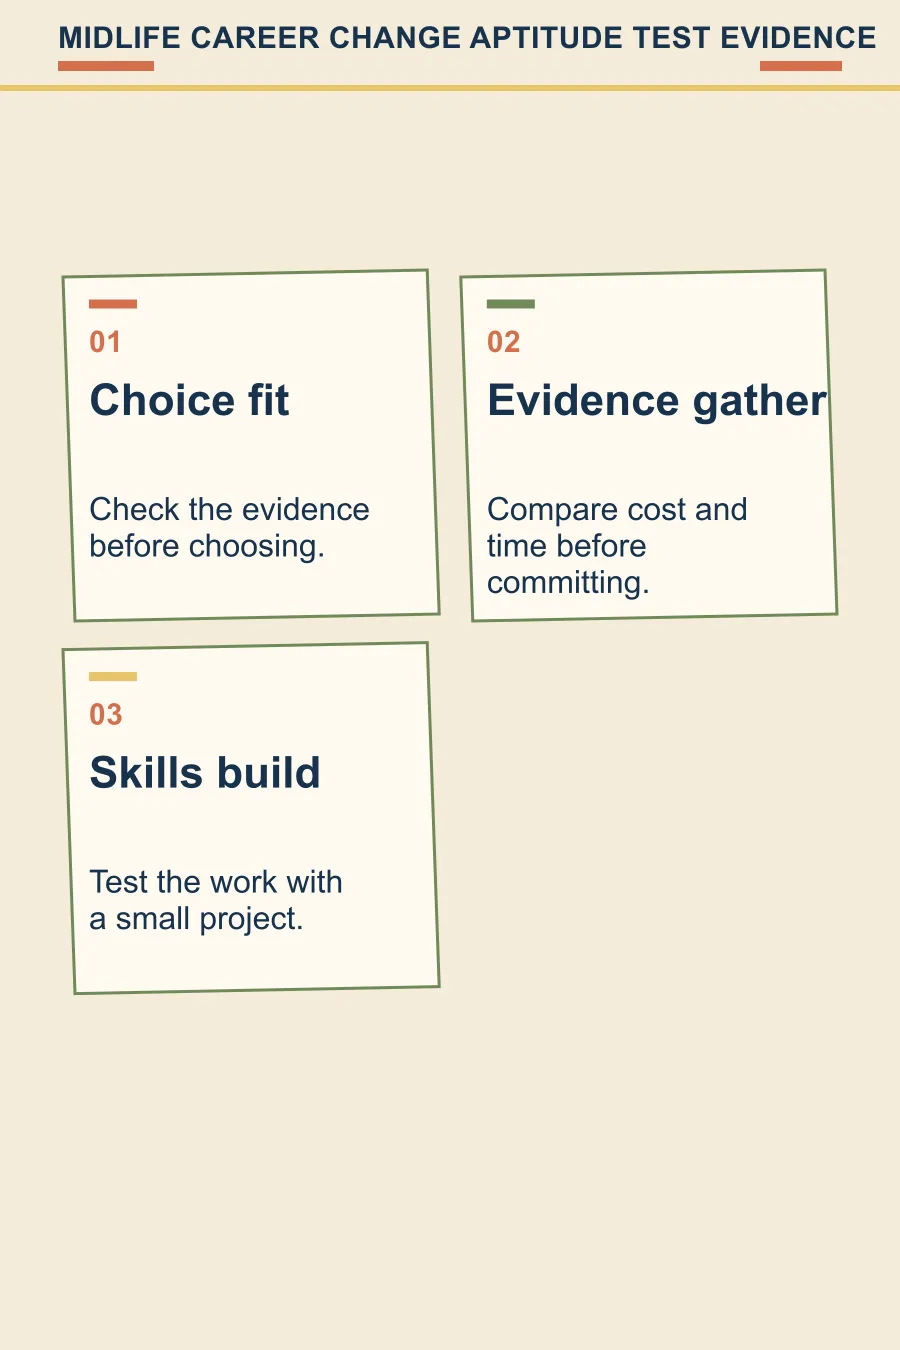 MIDLIFE CAREER CHANGE APTITUDE TEST EVIDENCE
01
Choice fit
Check the evidence
before choosing.
02
Evidence gather
Compare cost and
time before
committing.
03
Skills build
Test the work with
a small project.